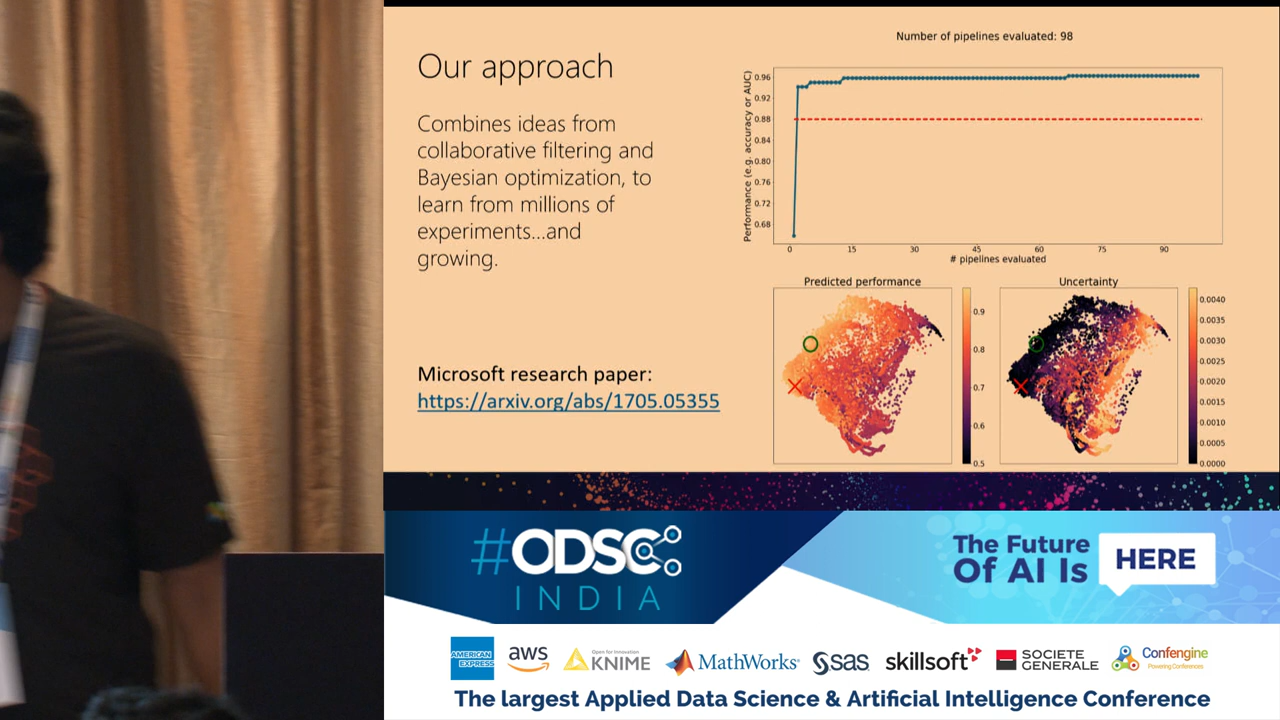 Our approach
Combines ideas from
collaborative filtering and
Bayesian optimization, to
learn from millions of
experiments...and
growing.
Microsoft research paper:
https://arxiv.org/abs/1705.05355
Number of pipelines evaluated: 98
Performance (e.g. accuracy or AUC)
0.96
0.92
0.88
0.84
0.80
0.76
0.72
0.68
0 15 30 45 60 75 90
# pipelines evaluated
Predicted performance
0.9
0.8
0.7
0.6
0.5
Uncertainty
0.0040
0.0035
0.0030
0.0025
0.0020
0.0015
0.0010
0.0005
0.0000
#ODSC
INDIA
The Future
Of AI Is
HERE
AMERICAN
EXPRESS
aws
Open for Innovation
KNIME
MathWorks
sas
skillsoft
SOCIETE
GENERALE
Confengine
Powering Conferences
The largest Applied Data Science & Artificial Intelligence Conference